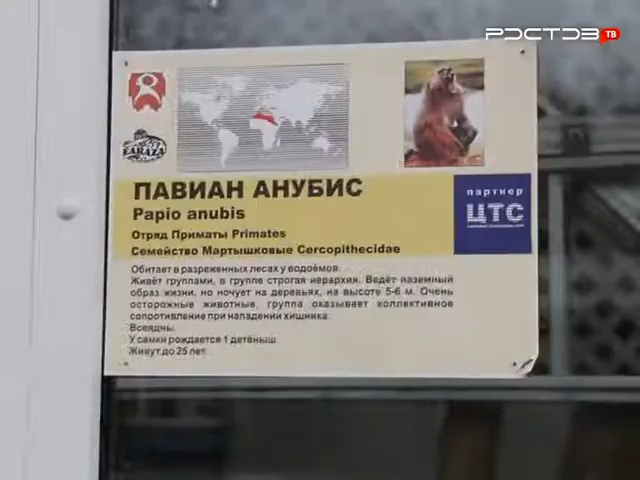 РОСТОВ ТВ
EARAZA
ПАВИАН АНУБИС
Papio anubis
Отряд Приматы Primates
Семейство Мартышковые Cercopithecidae
партнер
ЦТС
Обитает в разреженных лесах у водоёмов.
Живёт группами, в группе строгая иерархия. Ведёт наземный
образ жизни, но ночует на деревьях, на высоте 5-6 м. Очень
осторожные животные, группа оказывает коллективное
сопротивление при нападении хищника.
Всеядны.
У самки рождается 1 детёныш.
Живут до 25 лет.